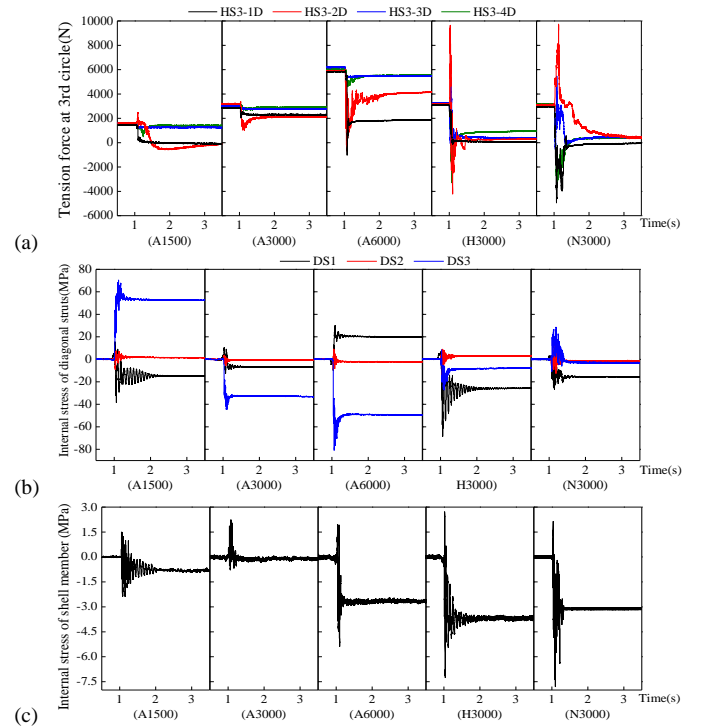 HS3-1D HS3-2D HS3-3D HS3-4D
Tension force at 3rd circle(N)
10000
8000
6000
4000
2000
0
-2000
-4000
-6000
1 2 3 1 2 3 1 2 3 1 2 3 1 2 3 Time(s)
(a) (A1500) (A3000) (A6000) (H3000) (N3000)
DS1 DS2 DS3
Internal stress of diagonal struts(MPa)
80
60
40
20
0
-20
-40
-60
-80
1 2 3 1 2 3 1 2 3 1 2 3 1 2 3 Time(s)
(b) (A1500) (A3000) (A6000) H3000) (N3000)
Internal stress of shell member (MPa)
3.0
1.5
0.0
-1.5
-3.0
-4.5
-6.0
-7.5
1 2 3 1 2 3 1 2 3 1 2 3 1 2 3 Time(s)
(c) (A1500) (A3000) (A6000) (H3000) (N3000)